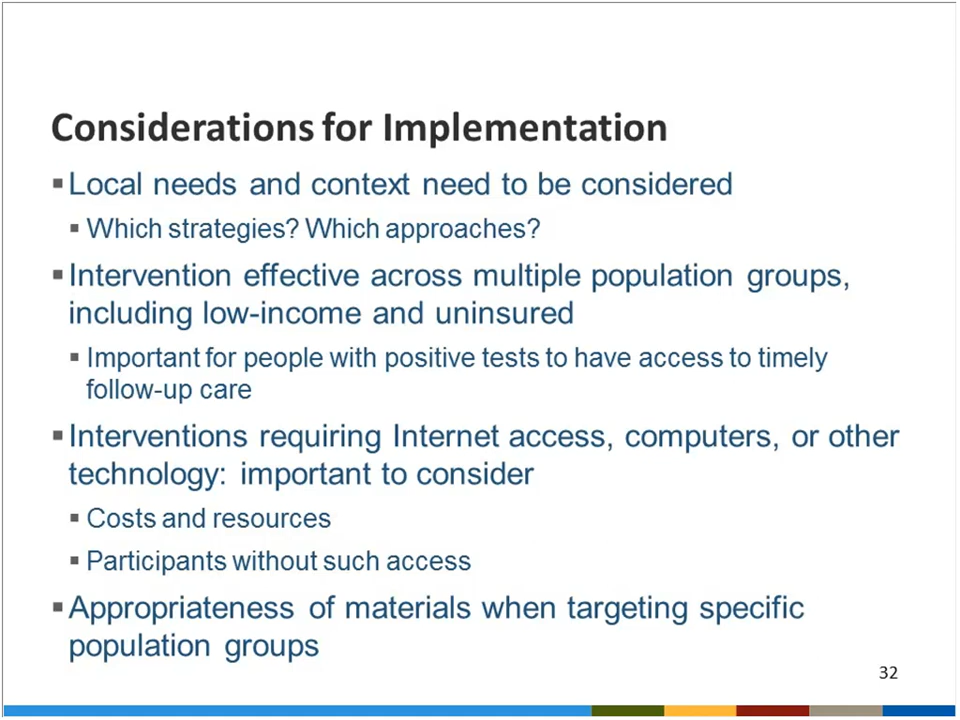 Considerations for Implementation
▪ Local needs and context need to be considered
▪ Which strategies? Which approaches?
▪ Intervention effective across multiple population groups,
including low-income and uninsured
▪ Important for people with positive tests to have access to timely
follow-up care
▪ Interventions requiring Internet access, computers, or other
technology: important to consider
▪ Costs and resources
▪ Participants without such access
▪ Appropriateness of materials when targeting specific
population groups
32